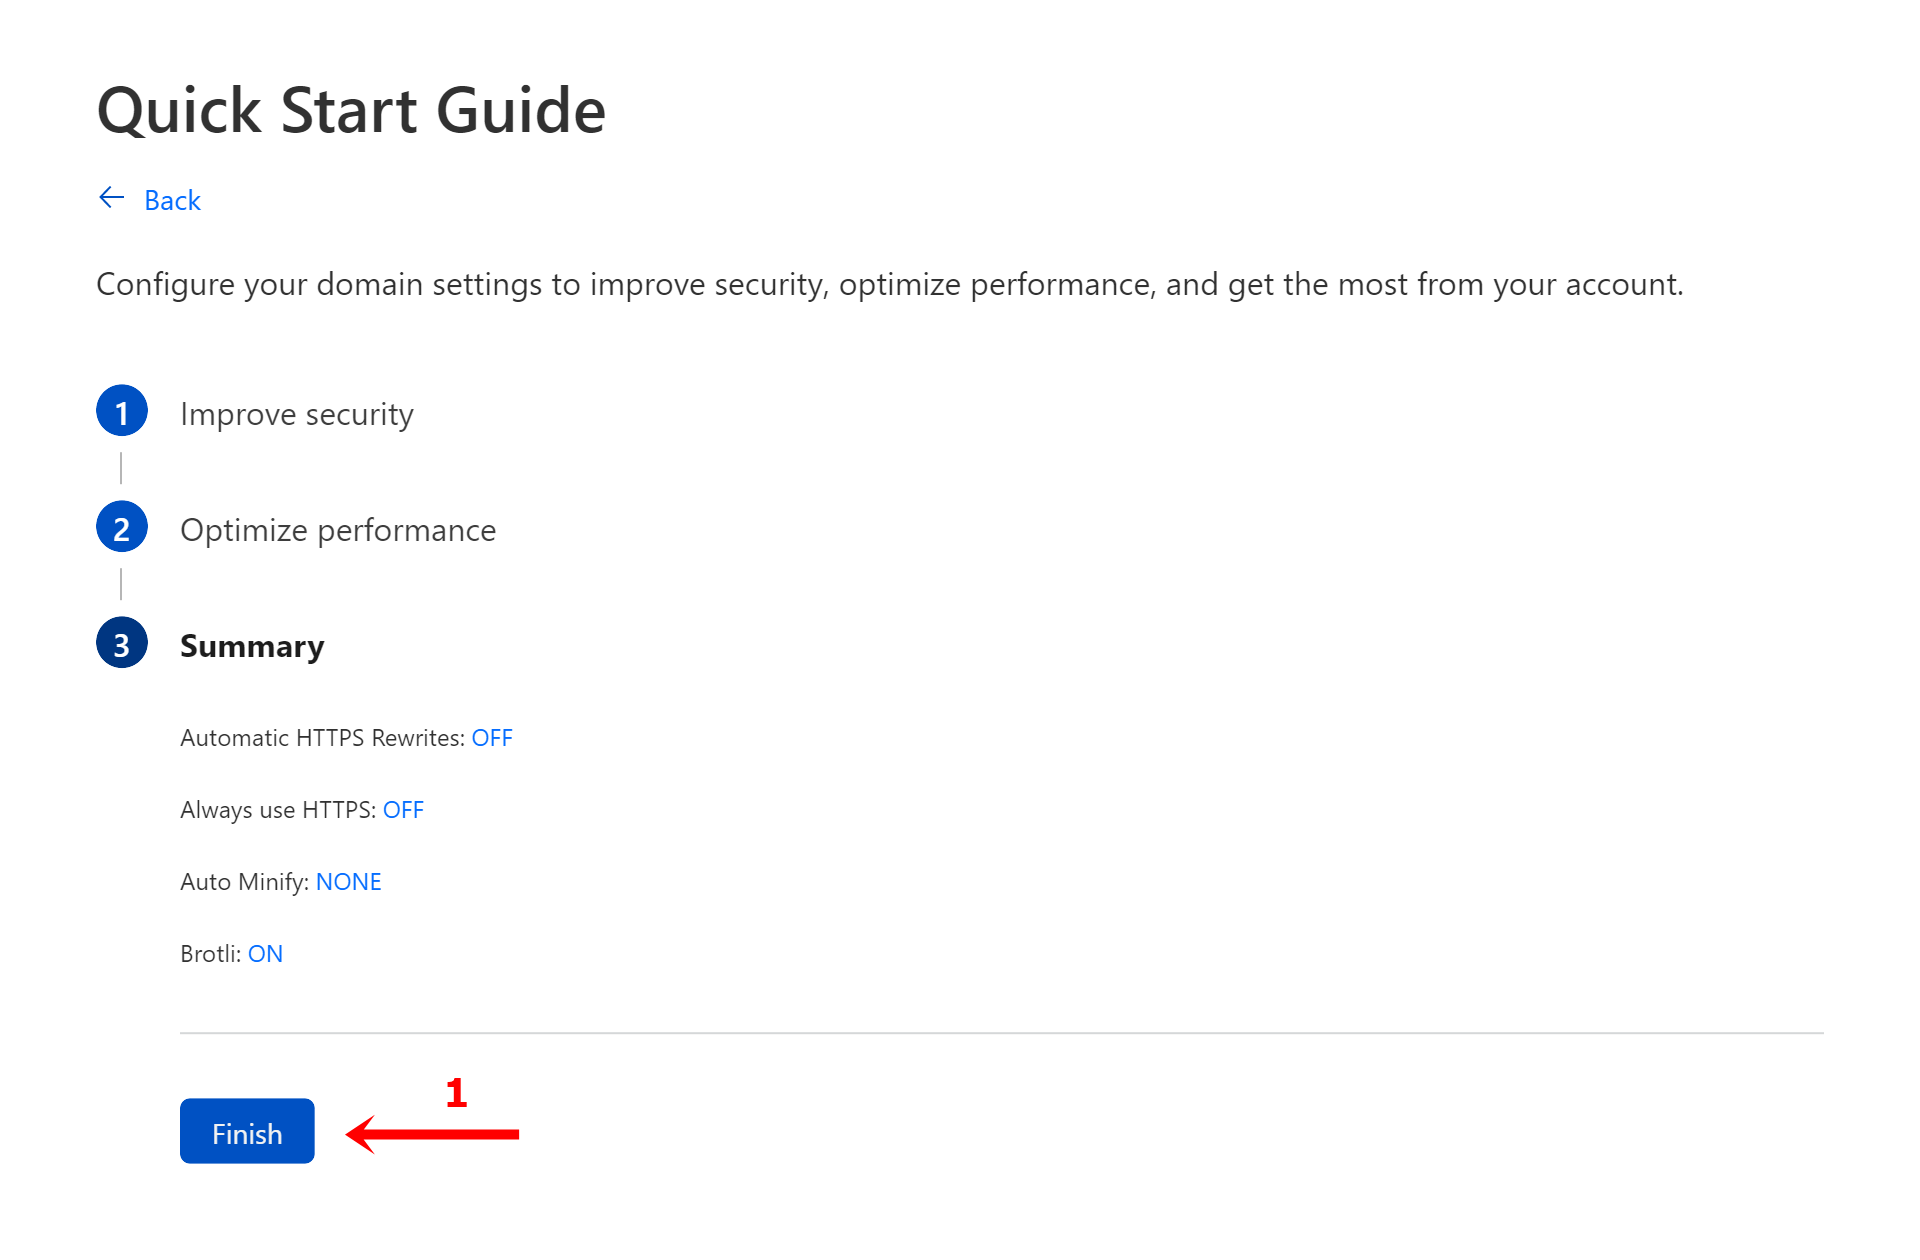 Quick Start Guide
Back
Configure your domain settings to improve security, optimize performance, and get the most from your account.
1 Improve security
2 Optimize performance
3 Summary
Automatic HTTPS Rewrites: OFF
Always use HTTPS: OFF
Auto Minify: NONE
Brotli: ON
1
Finish